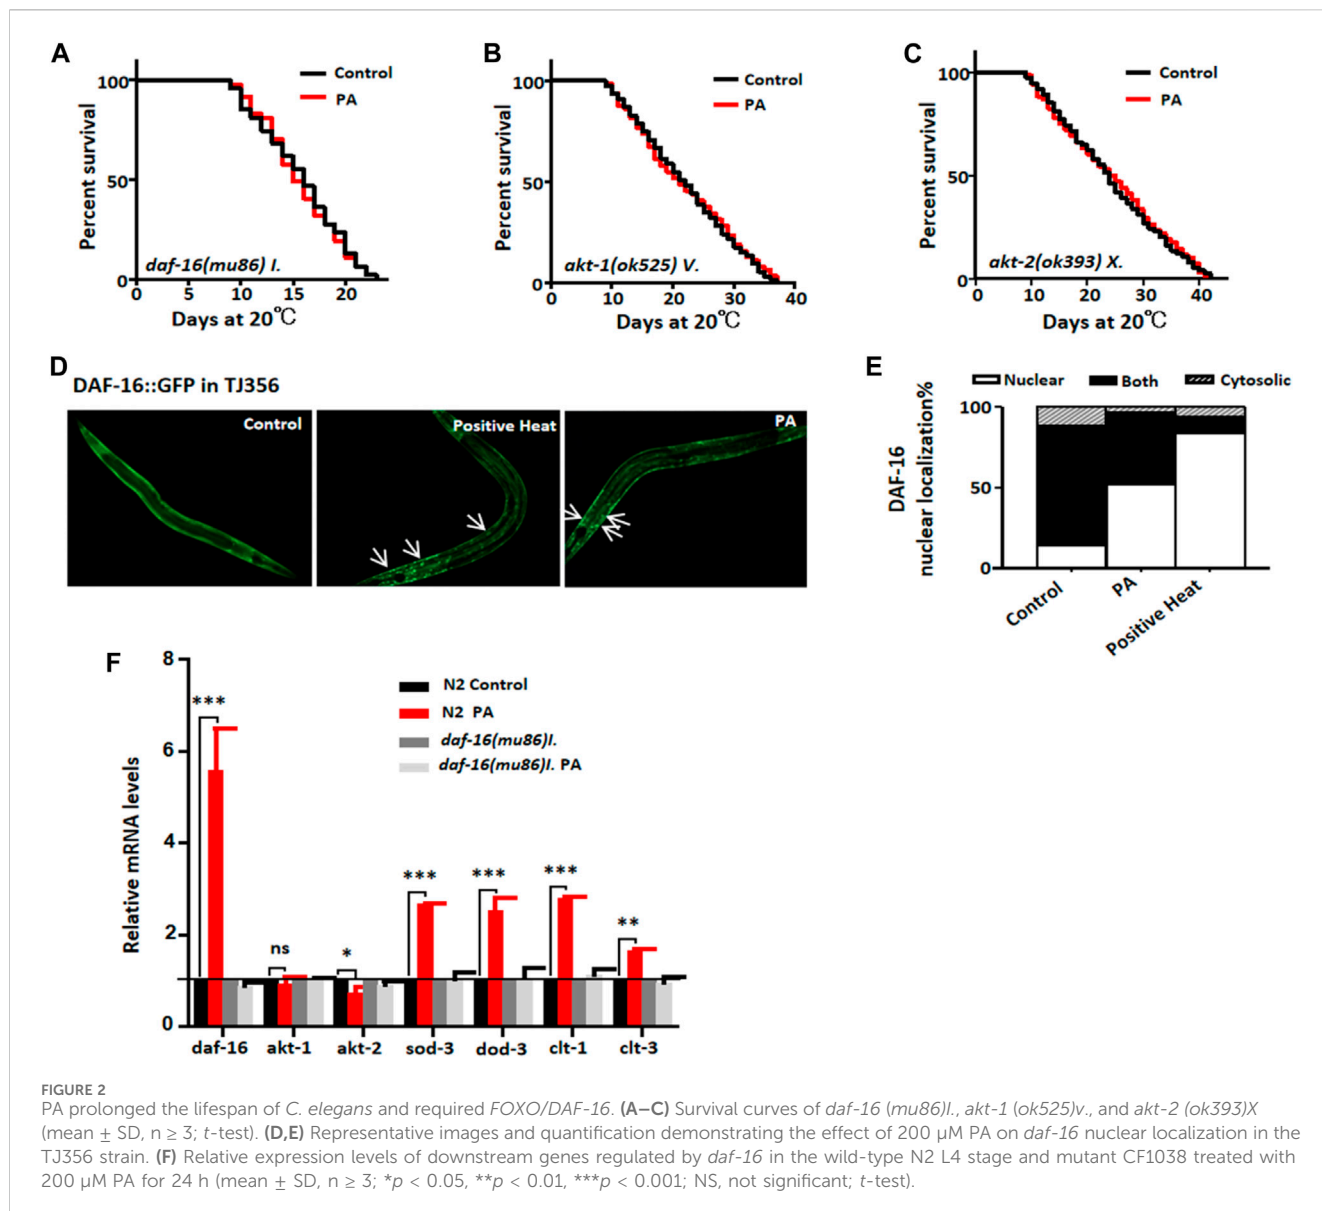 A
100
50
0
Percent survival
Control
PA
daf-16(mu86) I.
0 5 10 15 20
Days at 20℃
B
100
50
0
Percent survival
Control
PA
akt-1(ok525) V.
0 10 20 30 40
Days at 20℃
C
100
50
0
Percent survival
Control
PA
akt-2(ok393) X.
0 10 20 30 40
Days at 20℃
D
DAF-16::GFP in TJ356
Control
Positive Heat
PA
E
Nuclear Both Cytosolic
100
50
0
DAF-16
nuclear localization%
Control
PA
Positive Heat
F
8
6
4
2
0
Relative mRNA levels
N2 Control
N2 PA
daf-16(mu86)I.
daf-16(mu86)I. PA
*** ns * *** *** *** **
daf-16 akt-1 akt-2 sod-3 dod-3 clt-1 clt-3
FIGURE 2
PA prolonged the lifespan of C. elegans and required FOXO/DAF-16. (A–C) Survival curves of daf-16 (mu86)I., akt-1 (ok525)v., and akt-2 (ok393)X
(mean ± SD, n ≥ 3; t-test). (D,E) Representative images and quantification demonstrating the effect of 200 µM PA on daf-16 nuclear localization in the
TJ356 strain. (F) Relative expression levels of downstream genes regulated by daf-16 in the wild-type N2 L4 stage and mutant CF1038 treated with
200 µM PA for 24 h (mean ± SD, n ≥ 3; *p < 0.05, **p < 0.01, ***p < 0.001; NS, not significant; t-test).